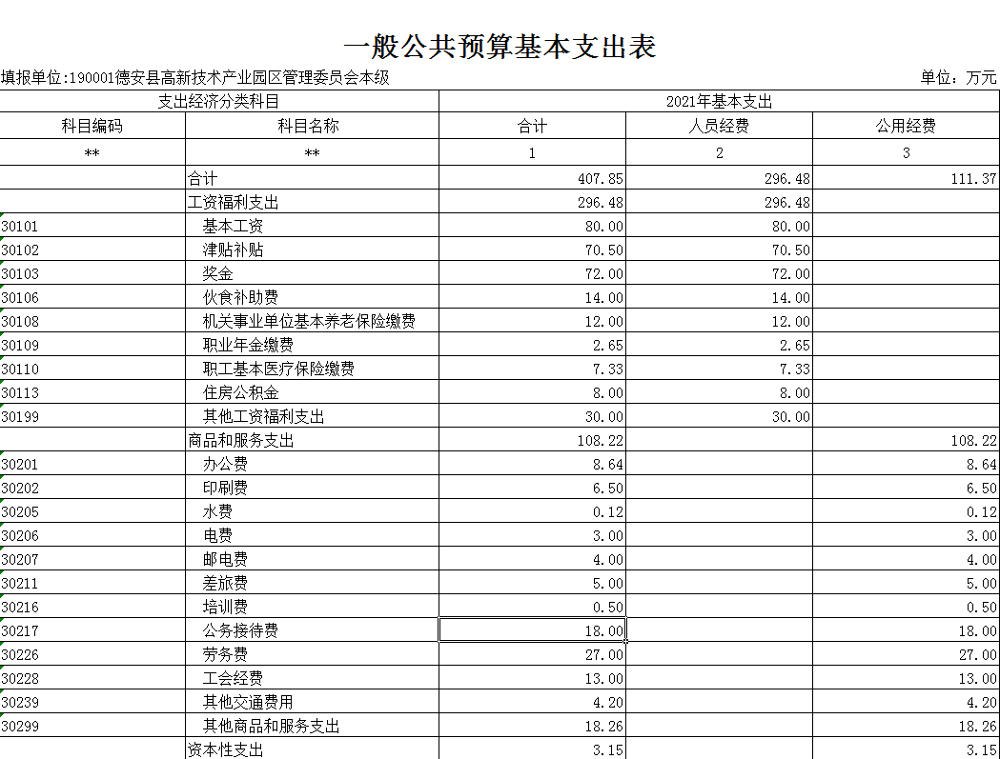 一般公共预算基本支出表
填报单位:190001德安县高新技术产业园区管理委员会本级 单位：万元
支出经济分类科目 2021年基本支出
科目编码 科目名称 合计 人员经费 公用经费
** ** 1 2 3
合计 407.85 296.48 111.37
工资福利支出 296.48 296.48
30101 基本工资 80.00 80.00
30102 津贴补贴 70.50 70.50
30103 奖金 72.00 72.00
30106 伙食补助费 14.00 14.00
30108 机关事业单位基本养老保险缴费 12.00 12.00
30109 职业年金缴费 2.65 2.65
30110 职工基本医疗保险缴费 7.33 7.33
30113 住房公积金 8.00 8.00
30199 其他工资福利支出 30.00 30.00
商品和服务支出 108.22 108.22
30201 办公费 8.64 8.64
30202 印刷费 6.50 6.50
30205 水费 0.12 0.12
30206 电费 3.00 3.00
30207 邮电费 4.00 4.00
30211 差旅费 5.00 5.00
30216 培训费 0.50 0.50
30217 公务接待费 18.00 18.00
30226 劳务费 27.00 27.00
30228 工会经费 13.00 13.00
30239 其他交通费用 4.20 4.20
30299 其他商品和服务支出 18.26 18.26
资本性支出 3.15 3.15